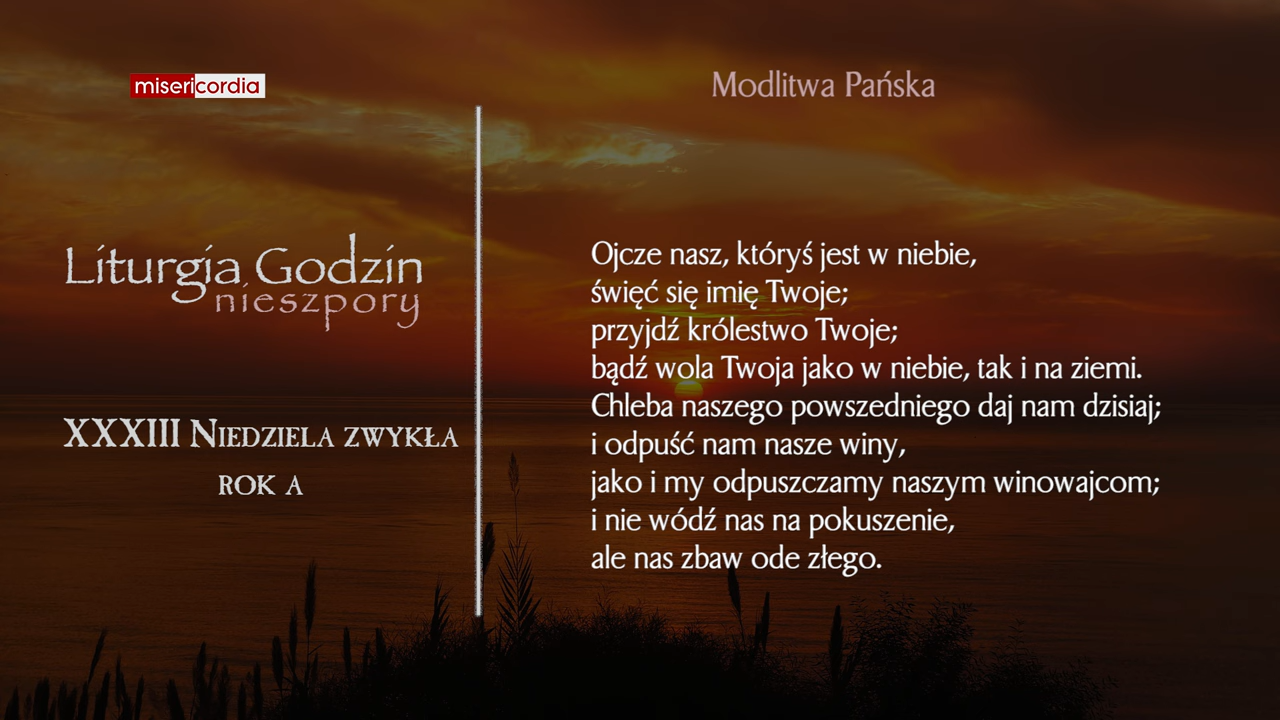 misericordia
Liturgia Godzin
nieszpory
XXXIII Niedziela zwykła
rok A
Modlitwa Pańska
Ojcze nasz, któryś jest w niebie,
święć się imię Twoje;
przyjdź królestwo Twoje;
bądź wola Twoja jako w niebie, tak i na ziemi.
Chleba naszego powszedniego daj nam dzisiaj;
i odpuść nam nasze winy,
jako i my odpuszczamy naszym winowajcom;
i nie wódź nas na pokuszenie,
ale nas zbaw ode złego.